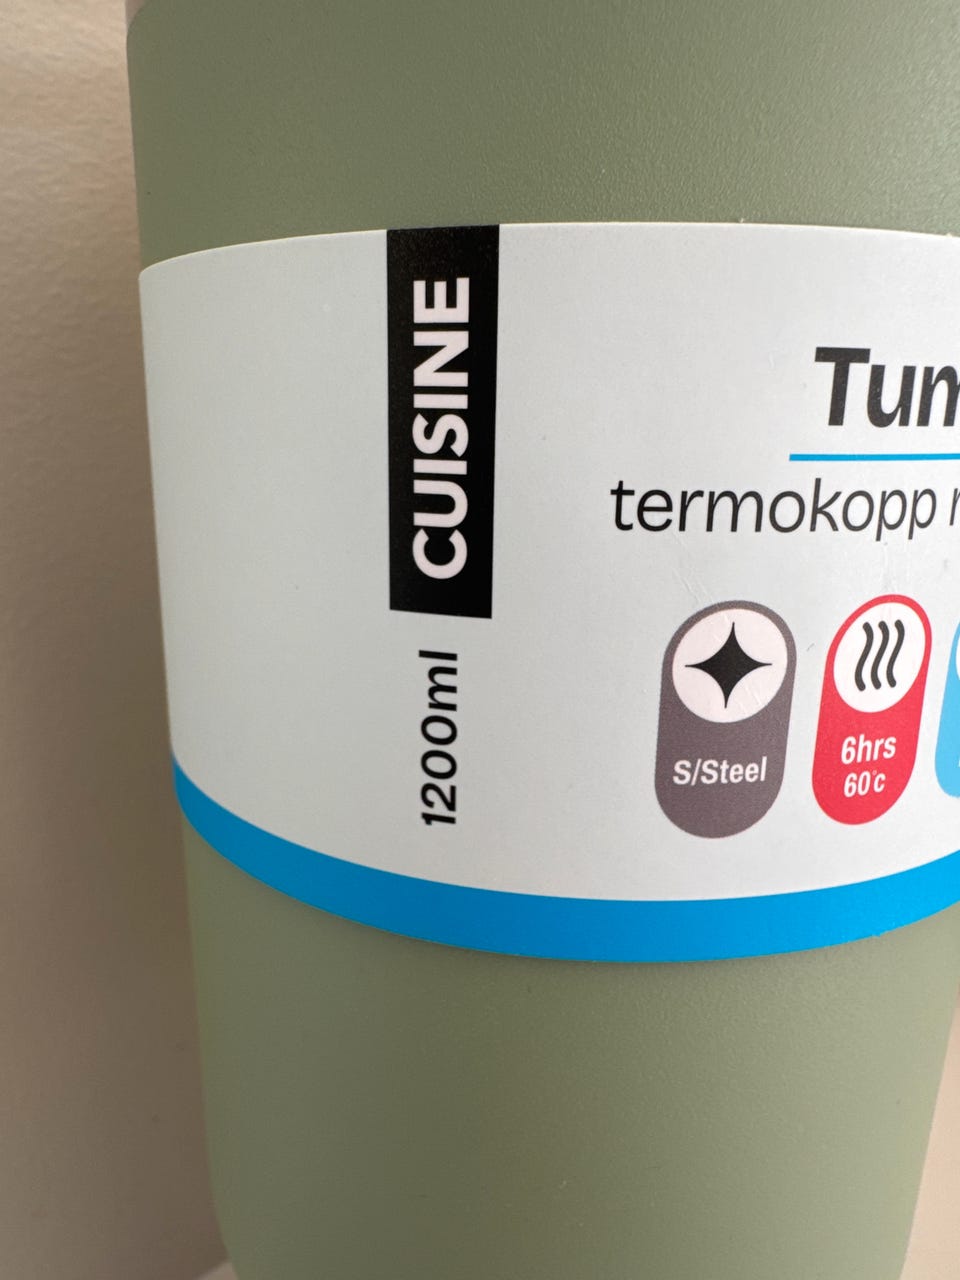 CUISINE
1200ml
Tum
termokopp
S/Steel
6hrs
60°c